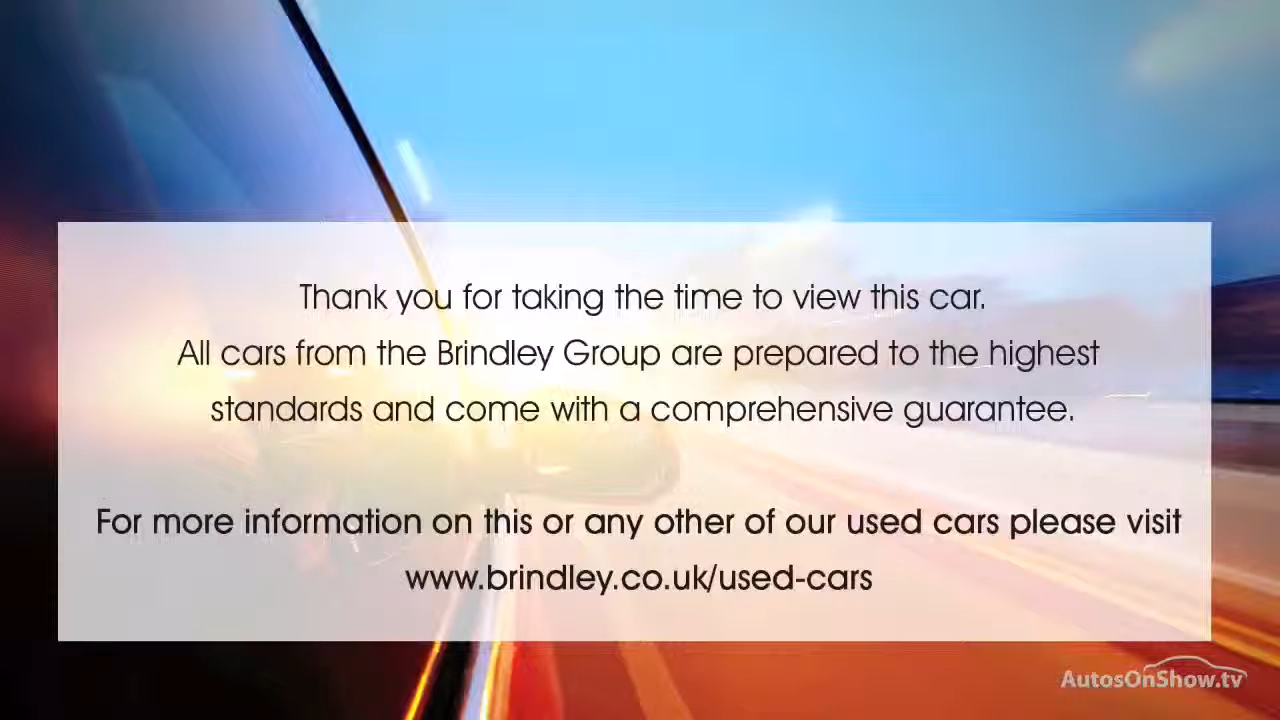 Thank you for taking the time to view this car.
All cars from the Brindley Group are prepared to the highest
standards and come with a comprehensive guarantee.
For more information on this or any other of our used cars please visit
www.brindley.co.uk/used-cars
AutosOnShow.tv